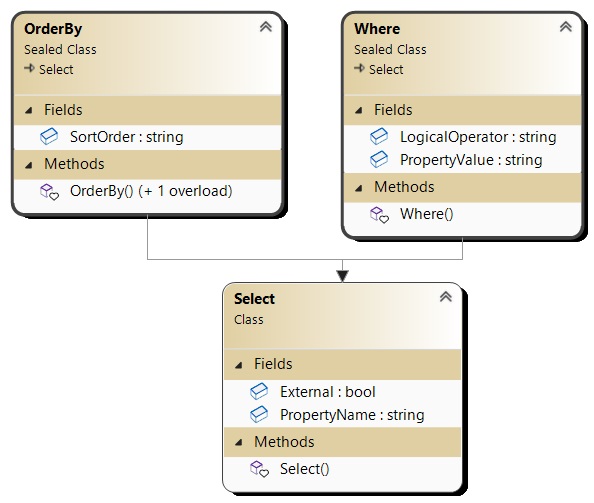 OrderBy
Sealed Class
Select
Fields
SortOrder : string
Methods
OrderBy() (+ 1 overload)
Where
Sealed Class
Select
Fields
LogicalOperator : string
PropertyValue : string
Methods
Where()
Select
Class
Fields
External : bool
PropertyName : string
Methods
Select()